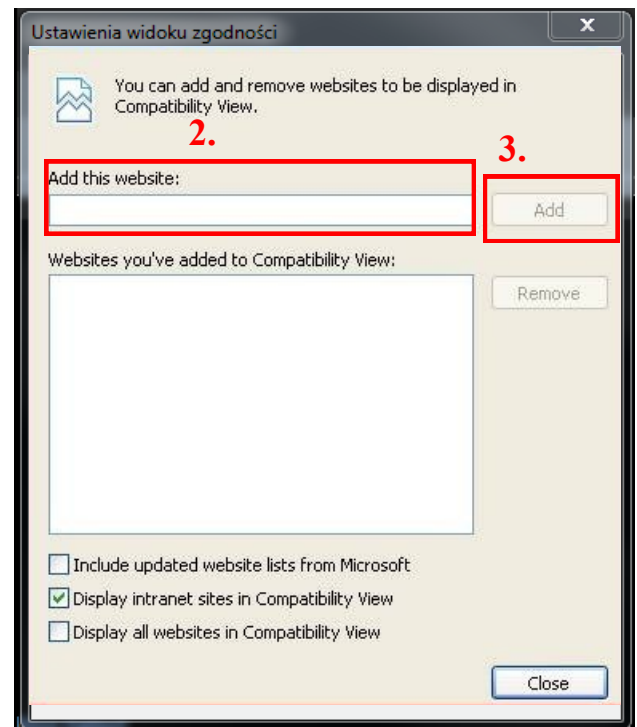 Ustawienia widoku zgodności
x
You can add and remove websites to be displayed in
Compatibility View.
2.
3.
Add this website:
Add
Websites you've added to Compatibility View:
Remove
Include updated website lists from Microsoft
Display intranet sites in Compatibility View
Display all websites in Compatibility View
Close